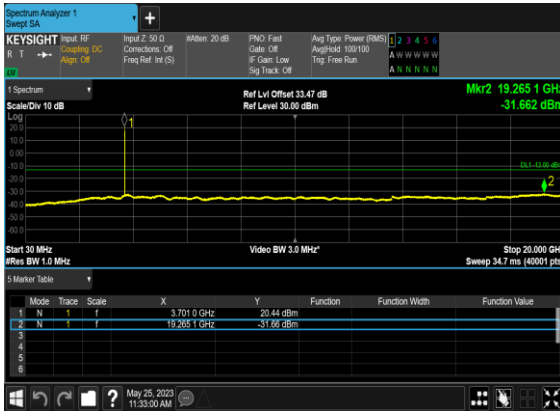 Spectrum Analyzer 1
Swept SA
+
KEYSIGHT Input: RF Input Z: 50 Ω #Atten: 20 dB PNO: Fast Avg Type: Power (RMS) 1 2 3 4 5 6
R T Coupling: DC Corrections: Off Gate: Off Avg|Hold: 100/100 A W W W W W
Align: Off Freq Ref: Int (S) IF Gain: Low Trig: Free Run
Sig Track: Off A N N N N N
1 Spectrum Ref Lvl Offset 33.47 dB Mkr2 19.265 1 GHz
Scale/Div 10 dB Ref Level 30.00 dBm -31.662 dBm
Log
20.0
10.0
0.00
-10.0
DL1 -13.00 dBm
-20.0
-30.0
-40.0
-50.0
-60.0
1
2
Start 30 MHz Video BW 3.0 MHz* Stop 20.000 GHz
#Res BW 1.0 MHz Sweep 34.7 ms (40001 pts)
5 Marker Table
Mode Trace Scale X Y Function Function Width Function Value
1 N 1 f 3.701 0 GHz 20.44 dBm
2 N 1 f 19.265 1 GHz -31.66 dBm
3
4
5
6
? May 25, 2023
11:33:00 AM